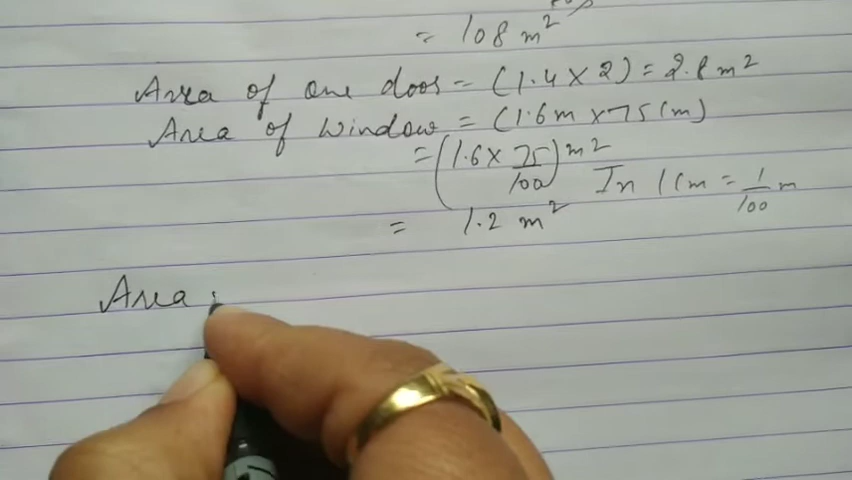 = 108 m²
Area of one door = (1.4 × 2) = 2.8 m²
Area of window = (1.6m × 75 cm)
= (1.6 × 75/100) m²
In 1 cm = 1/100 m
= 1.2 m²
Area